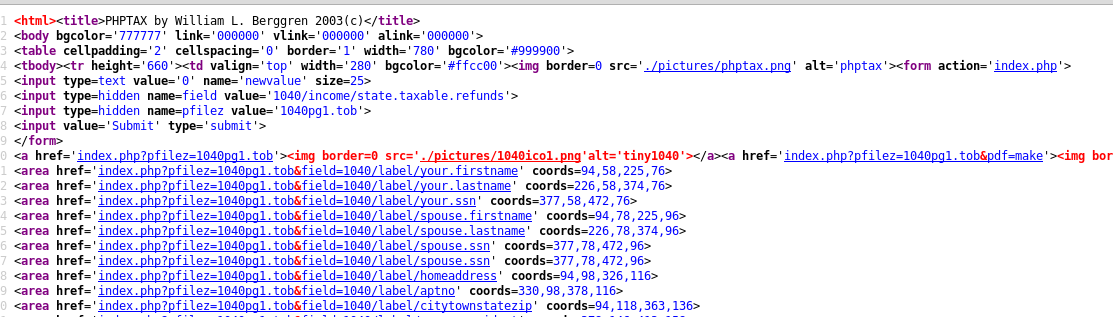 1 <html><title>PHPTAX by William L. Berggren 2003(c)</title>
2 <body bgcolor='777777' link='000000' vlink='000000' alink='000000'>
3 <table cellpadding='2' cellspacing='0' border='1' width='780' bgcolor='#999900'>
4 <tbody><tr height='660'><td valign='top' width='280' bgcolor='#ffcc00'><img border=0 src='./pictures/phptax.png' alt='phptax'><form action='index.php'>
5 <input type=text value='0' name='newvalue' size=25>
6 <input type=hidden name=field value='1040/income/state.taxable.refunds'>
7 <input type=hidden name=pfilez value='1040pg1.tob'>
8 <input value='Submit' type='submit'>
9 </form>
0 <a href='index.php?pfilez=1040pg1.tob'><img border=0 src='./pictures/1040ico1.png'alt='tiny1040'></a><a href='index.php?pfilez=1040pg1.tob&pdf=make'><img bor
1 <area href='index.php?pfilez=1040pg1.tob&field=1040/label/your.firstname' coords=94,58,225,76>
2 <area href='index.php?pfilez=1040pg1.tob&field=1040/label/your.lastname' coords=226,58,374,76>
3 <area href='index.php?pfilez=1040pg1.tob&field=1040/label/your.ssn' coords=377,58,472,76>
4 <area href='index.php?pfilez=1040pg1.tob&field=1040/label/spouse.firstname' coords=94,78,225,96>
5 <area href='index.php?pfilez=1040pg1.tob&field=1040/label/spouse.lastname' coords=226,78,374,96>
6 <area href='index.php?pfilez=1040pg1.tob&field=1040/label/spouse.ssn' coords=377,78,472,96>
7 <area href='index.php?pfilez=1040pg1.tob&field=1040/label/spouse.ssn' coords=377,78,472,96>
8 <area href='index.php?pfilez=1040pg1.tob&field=1040/label/homeaddress' coords=94,98,326,116>
9 <area href='index.php?pfilez=1040pg1.tob&field=1040/label/aptno' coords=330,98,378,116>
0 <area href='index.php?pfilez=1040pg1.tob&field=1040/label/citytownstatezip' coords=94,118,363,136>